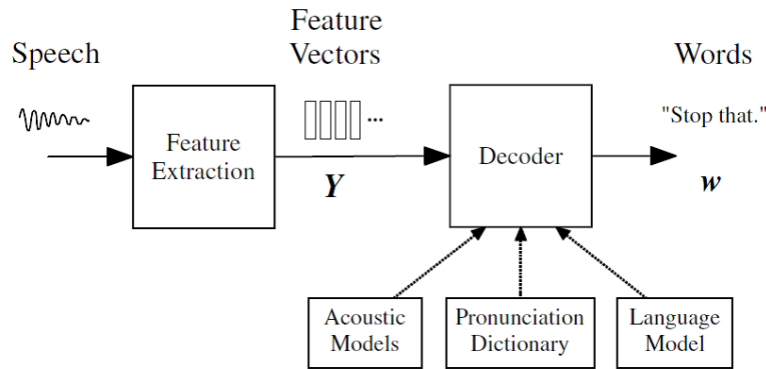 Speech
Feature
Vectors
Words
...
"Stop that."
Feature
Extraction
Decoder
Y
w
Acoustic
Models
Pronunciation
Dictionary
Language
Model